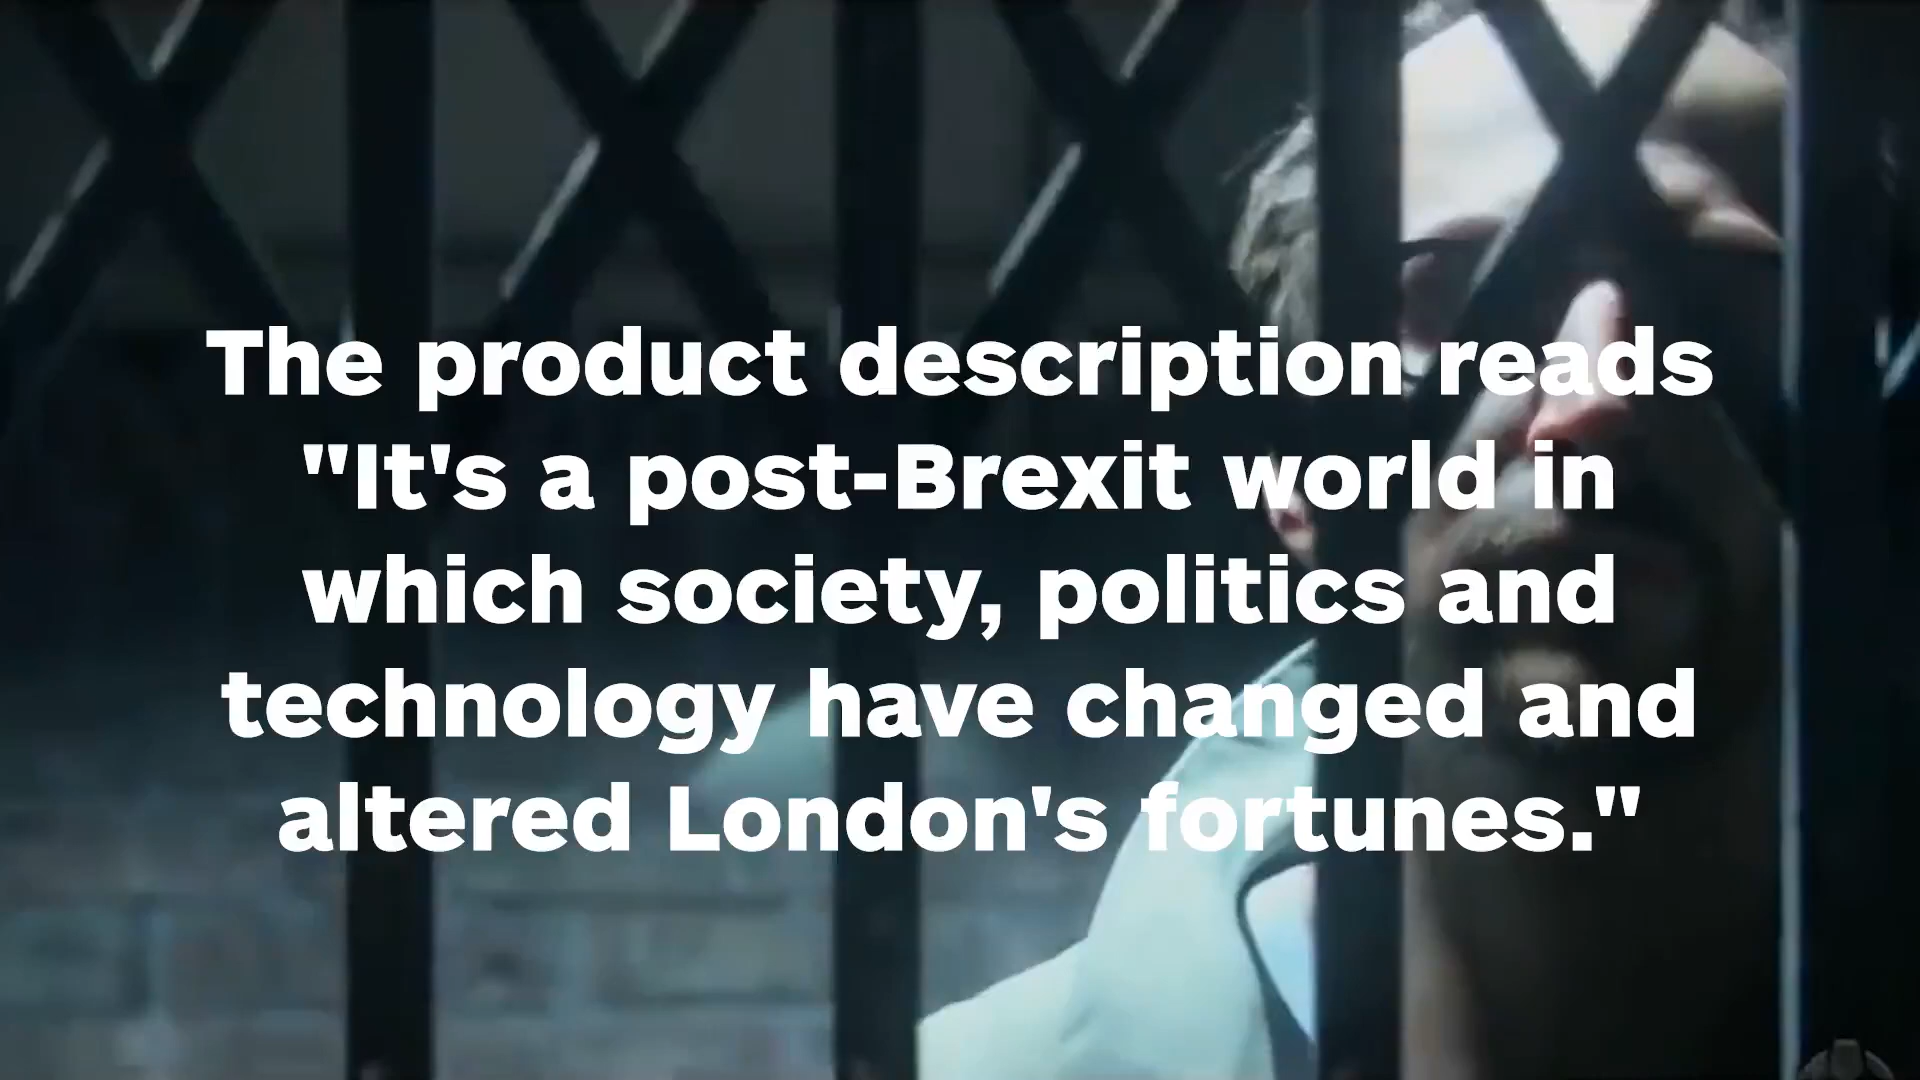 The product description reads
"It's a post-Brexit world in
which society, politics and
technology have changed and
altered London's fortunes."